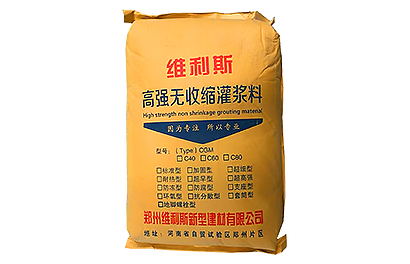 维利斯
高强无收缩灌浆料
High strength non shrinkage grouting material
因为专注 所以专业
型号:(Type)CGM
□C40 □C60 □C80
□标准型 □加固型 □超细型
□耐热型 □超早型 □超高强
□防冻型 □防腐型 □支座型
□环氧型 □抗分散型 □套筒型
□地脚螺栓型
郑州维利斯新型建材有限公司
地址:河南省自贸试验区郑州片区